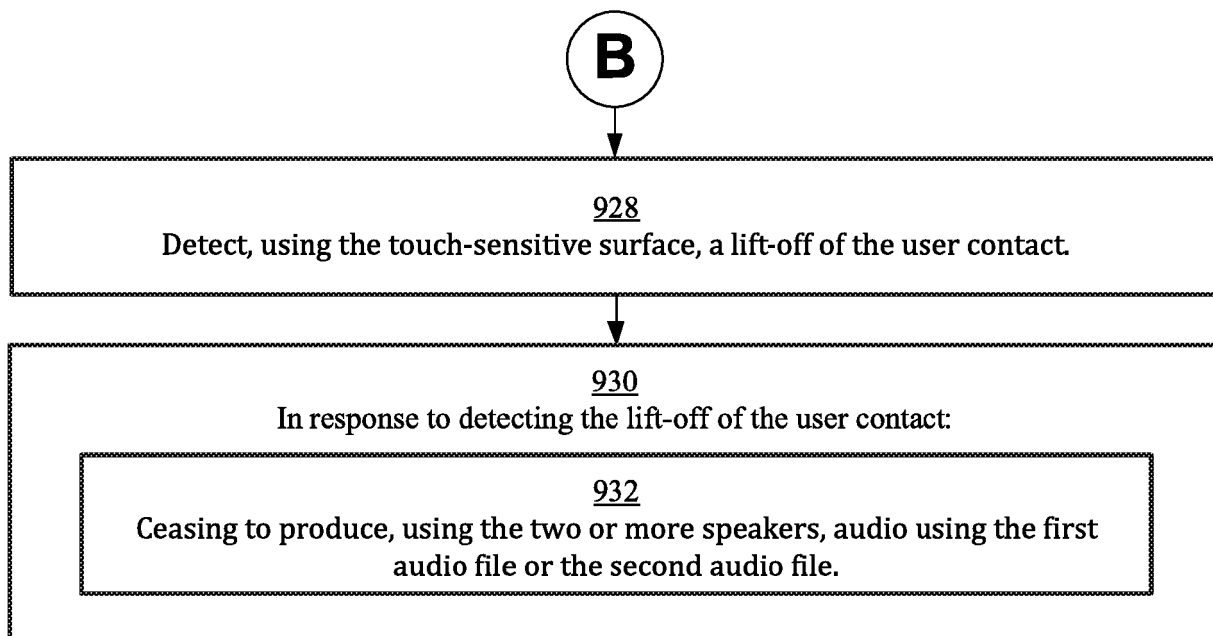 B
928
Detect, using the touch-sensitive surface, a lift-off of the user contact.
930
In response to detecting the lift-off of the user contact:
932
Ceasing to produce, using the two or more speakers, audio using the first
audio file or the second audio file.